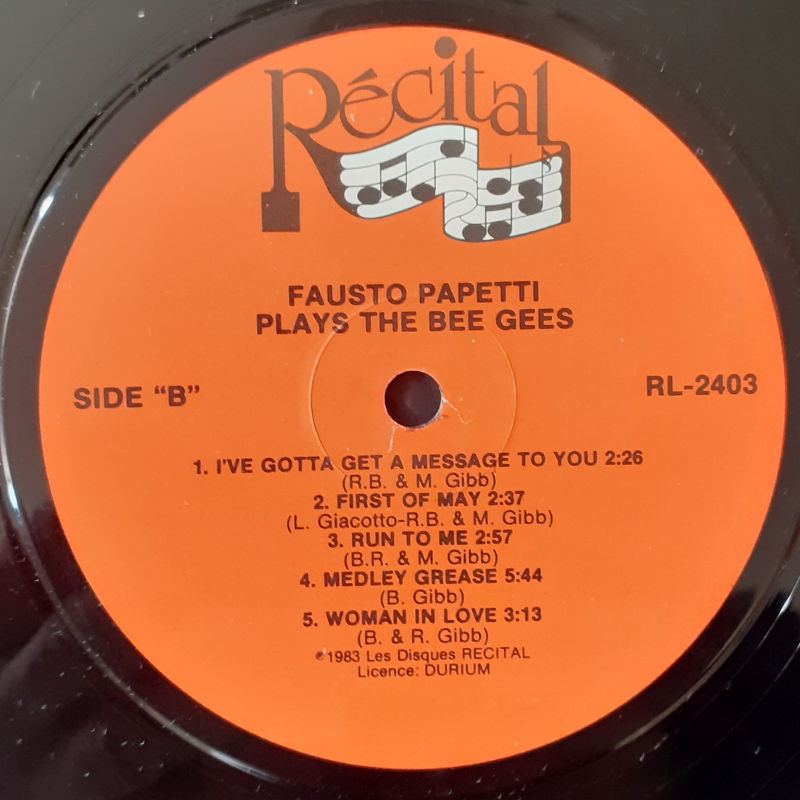 Récital
FAUSTO PAPETTI
PLAYS THE BEE GEES
SIDE "B"
RL-2403
1. I'VE GOTTA GET A MESSAGE TO YOU 2:26
(R.B. & M. Gibb)
2. FIRST OF MAY 2:37
(L. Giacotto-R.B. & M. Gibb)
3. RUN TO ME 2:57
(B.R. & M. Gibb)
4. MEDLEY GREASE 5:44
(B. Gibb)
5. WOMAN IN LOVE 3:13
(B. & R. Gibb)
℗1983 Les Disques RECITAL
Licence: DURIUM